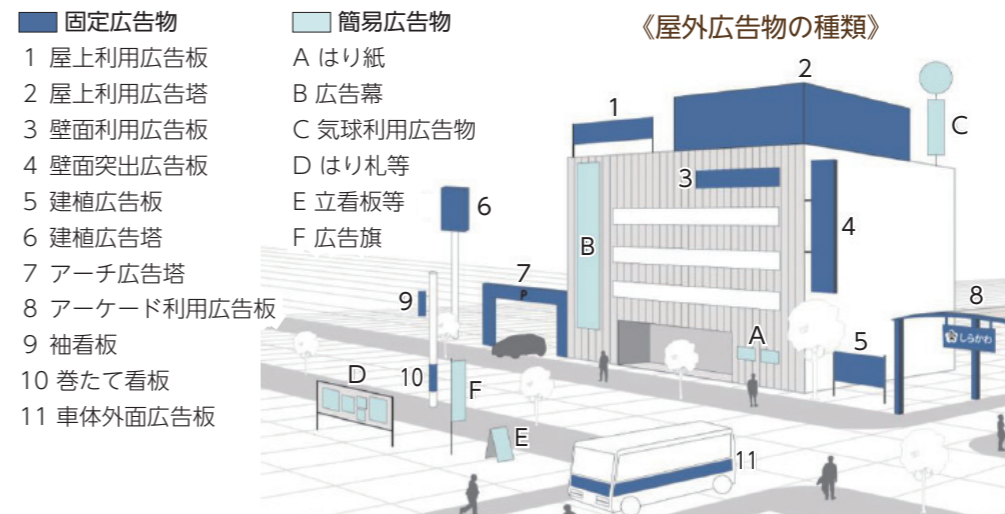 固定広告物
1 屋上利用広告板
2 屋上利用広告塔
3 壁面利用広告板
4 壁面突出広告板
5 建植広告板
6 建植広告塔
7 アーチ広告塔
8 アーケード利用広告板
9 袖看板
10 巻たて看板
11 車体外面広告板
簡易広告物
A はり紙
B 広告幕
C 気球利用広告物
D はり札等
E 立看板等
F 広告旗
《屋外広告物の種類》
2
1
C
3
4
6
B
7
P
9
8
しらかわ
A
5
D
10
F
E
11